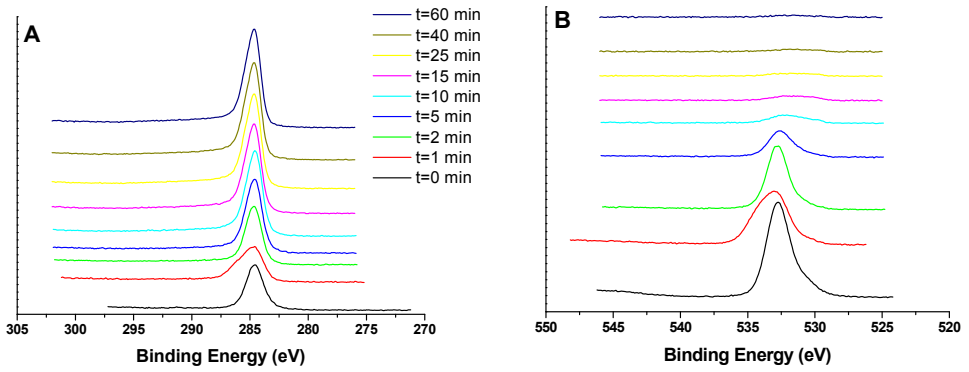 A
t=60 min
t=40 min
t=25 min
t=15 min
t=10 min
t=5 min
t=2 min
t=1 min
t=0 min
305 300 295 290 285 280 275 270
Binding Energy (eV)
B
550 545 540 535 530 525 520
Binding Energy (eV)